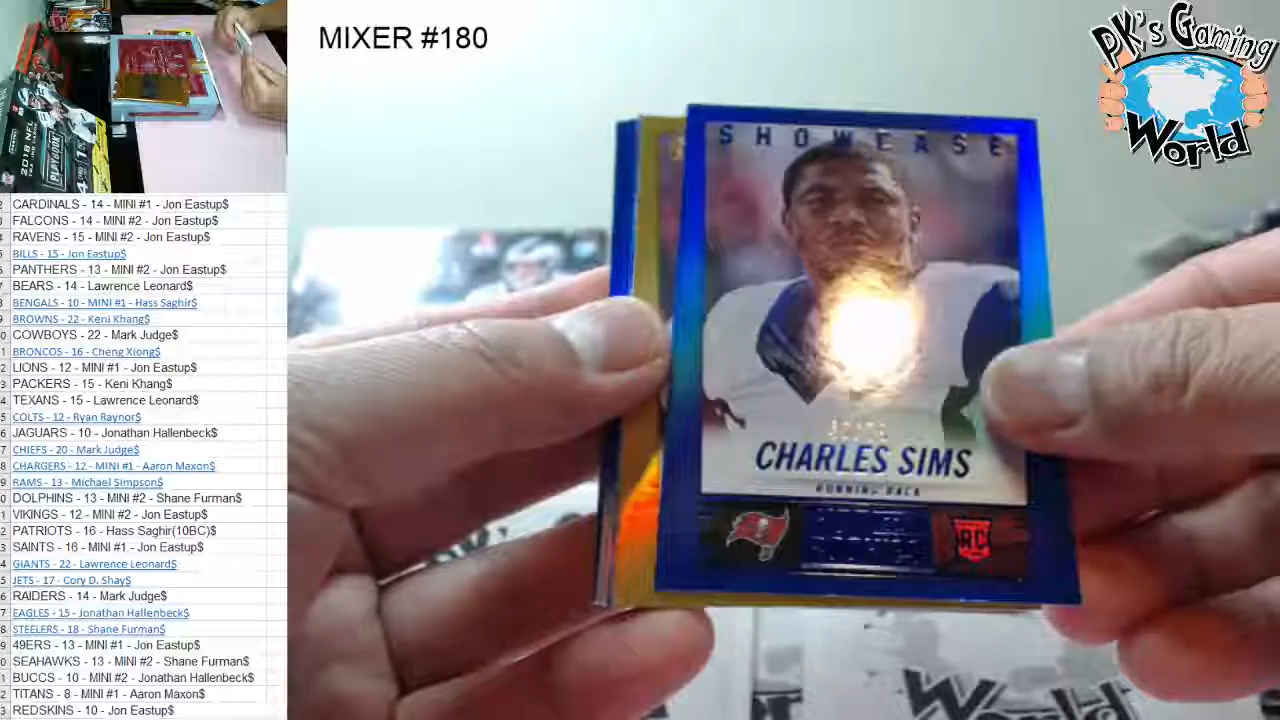 MIXER #180
PK's Gaming
World
2018 NFL
PLAYBOOK
CARDINALS - 14 - MINI #1 - Jon Eastup$
FALCONS - 14 - MINI #2 - Jon Eastup$
RAVENS - 15 - MINI #2 - Jon Eastup$
BILLS - 15 - Jon Eastup$
PANTHERS - 13 - MINI #2 - Jon Eastup$
BEARS - 14 - Lawrence Leonard$
BENGALS - 10 - MINI #1 - Hass Saghir$
BROWNS - 22 - Keni Khang$
COWBOYS - 22 - Mark Judge$
BRONCOS - 16 - Cheng Xiong$
LIONS - 12 - MINI #1 - Jon Eastup$
PACKERS - 15 - Keni Khang$
TEXANS - 15 - Lawrence Leonard$
COLTS - 12 - Ryan Raynor$
JAGUARS - 10 - Jonathan Hallenbeck$
CHIEFS - 20 - Mark Judge$
CHARGERS - 12 - MINI #1 - Aaron Maxon$
RAMS - 13 - Michael Simpson$
DOLPHINS - 13 - MINI #2 - Shane Furman$
VIKINGS - 12 - MINI #2 - Jon Eastup$
PATRIOTS - 16 - Hass Saghir(10BC)$
SAINTS - 16 - MINI #1 - Jon Eastup$
GIANTS - 22 - Lawrence Leonard$
JETS - 17 - Cory D. Shay$
RAIDERS - 14 - Mark Judge$
EAGLES - 15 - Jonathan Hallenbeck$
STEELERS - 18 - Shane Furman$
49ERS - 13 - MINI #1 - Jon Eastup$
SEAHAWKS - 13 - MINI #2 - Shane Furman$
BUCCS - 10 - MINI #2 - Jonathan Hallenbeck$
TITANS - 8 - MINI #1 - Aaron Maxon$
REDSKINS - 10 - Jon Eastup$
SHOWCASE
CHARLES SIMS
RUNNING BACK
RC
World